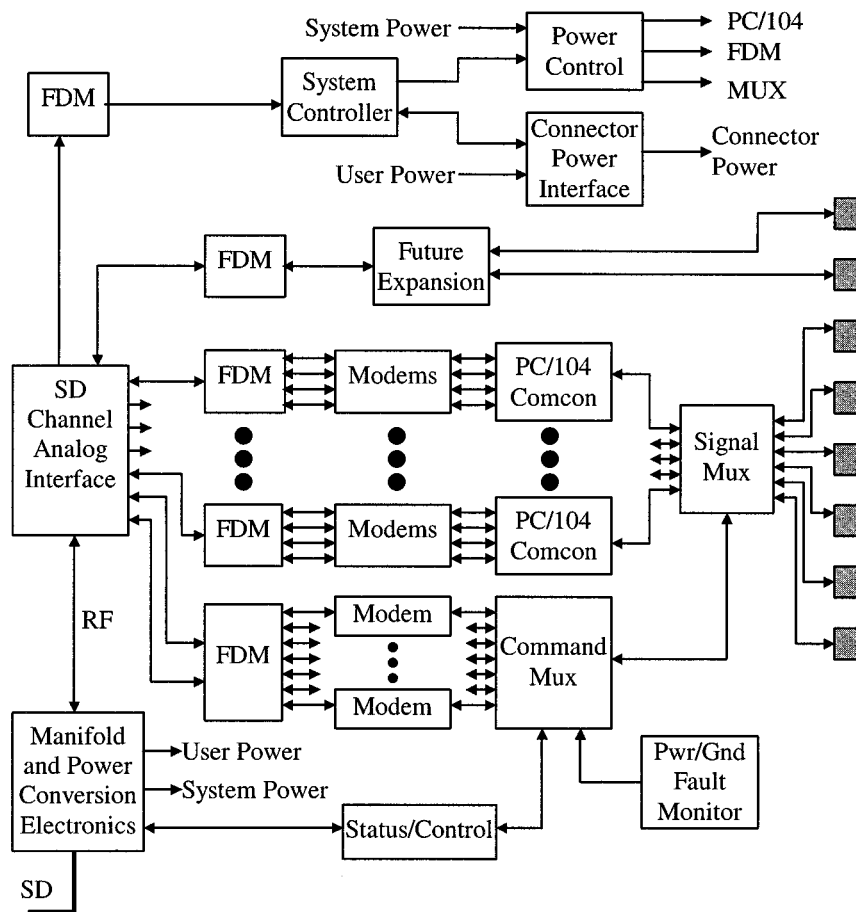 System Power
Power
Control
PC/104
FDM
MUX
FDM
System
Controller
User Power
Connector
Power
Interface
Connector
Power
FDM
Future
Expansion
SD
Channel
Analog
Interface
FDM
Modems
PC/104
Comcon
Signal
Mux
FDM
Modems
PC/104
Comcon
RF
FDM
Modem
Modem
Command
Mux
Manifold
and Power
Conversion
Electronics
User Power
System Power
Status/Control
Pwr/Gnd
Fault
Monitor
SD